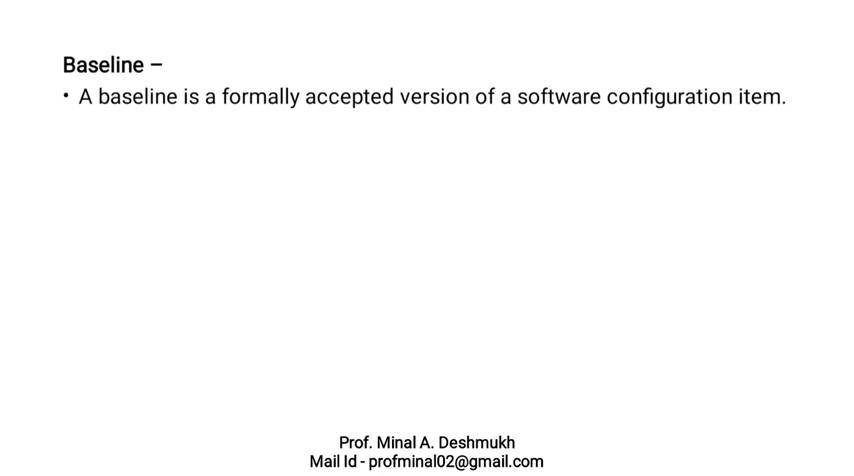 Baseline –
• A baseline is a formally accepted version of a software configuration item.
Prof. Minal A. Deshmukh
Mail Id - profminal02@gmail.com